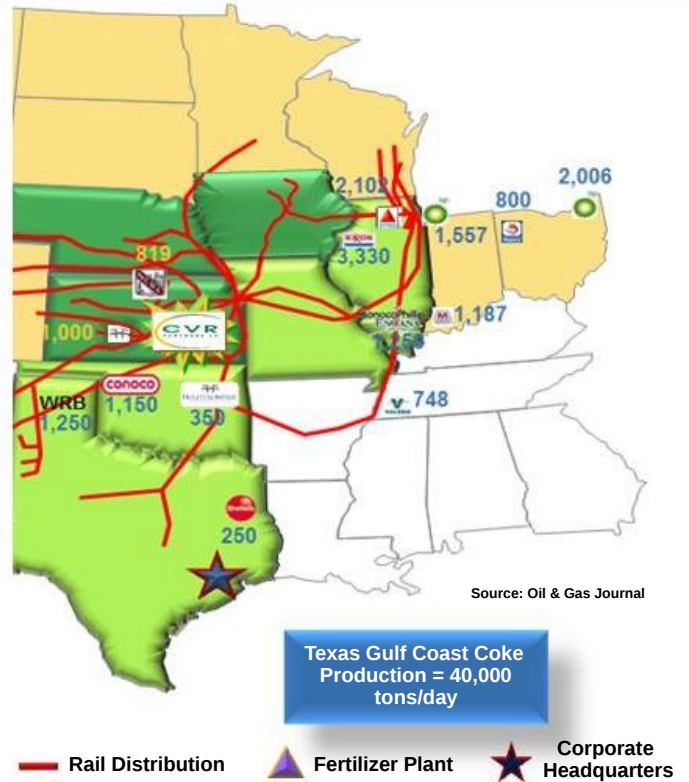 2,006
800
2,102
1,557
3,330
819
1,187
1,000
CVR
PARTNERS LP
conoco
1,150
WRB
1,250
350
748
250
Source: Oil & Gas Journal
Texas Gulf Coast Coke
Production = 40,000
tons/day
Rail Distribution
Fertilizer Plant
Corporate
Headquarters